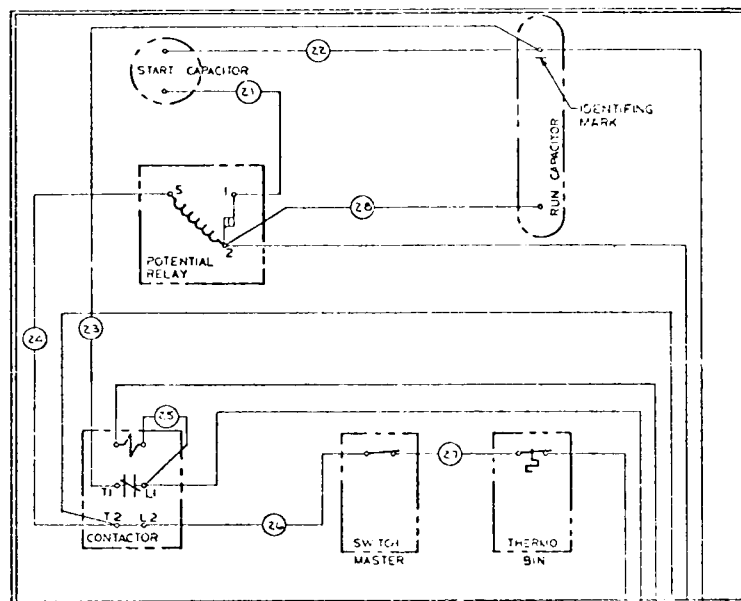 22
START CAPACITOR
21
IDENTIFING
MARK
RUN CAPACITOR
5
1
28
2
POTENTIAL
RELAY
24
23
25
T1
L1
27
T2
L2
26
CONTACTOR
SWITCH
MASTER
THERMO
BIN